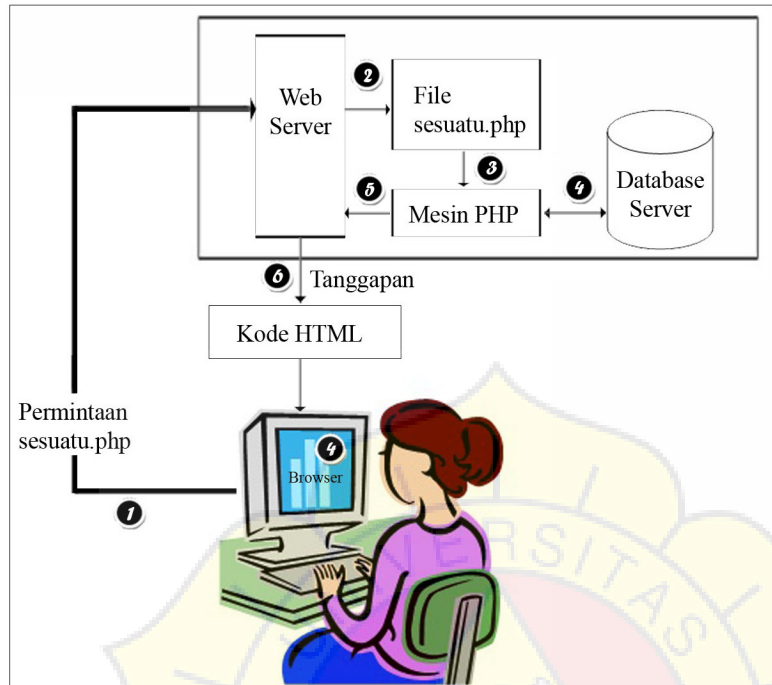 Web
Server
2
File
sesuatu.php
3
Mesin PHP
4
Database
Server
5
6
Tanggapan
Kode HTML
Permintaan
sesuatu.php
1
4
Browser
UNIVERSITAS